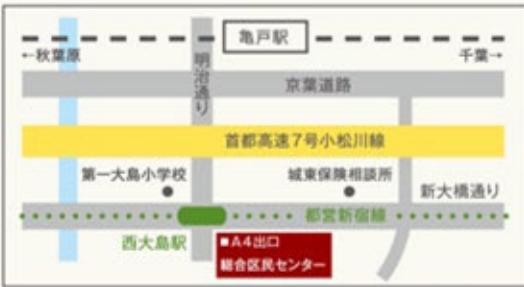 亀戸駅
←秋葉原
千葉→
明治通り
京葉道路
首都高速7号小松川線
第一大島小学校
城東保険相談所
新大橋通り
都営新宿線
西大島駅
■A4出口
総合区民センター